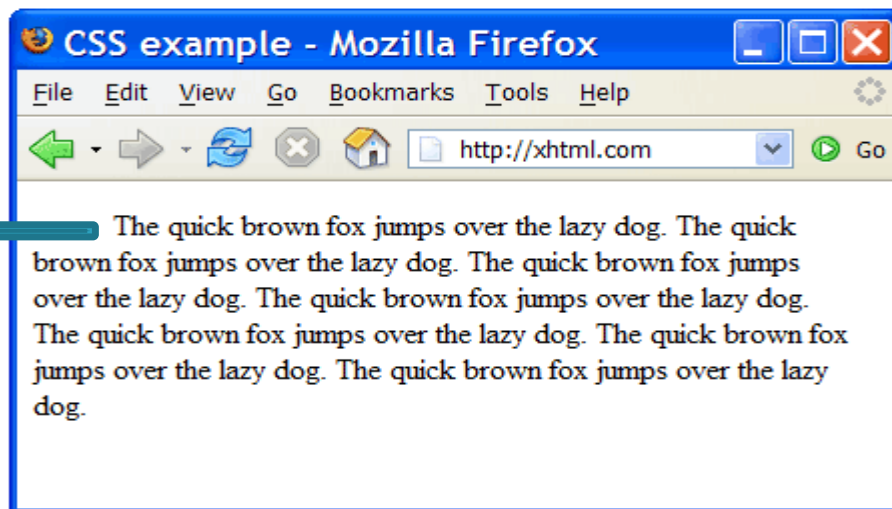 CSS example - Mozilla Firefox
File Edit View Go Bookmarks Tools Help
http://xhtml.com Go
The quick brown fox jumps over the lazy dog. The quick
brown fox jumps over the lazy dog. The quick brown fox jumps
over the lazy dog. The quick brown fox jumps over the lazy dog.
The quick brown fox jumps over the lazy dog. The quick brown fox
jumps over the lazy dog. The quick brown fox jumps over the lazy
dog.